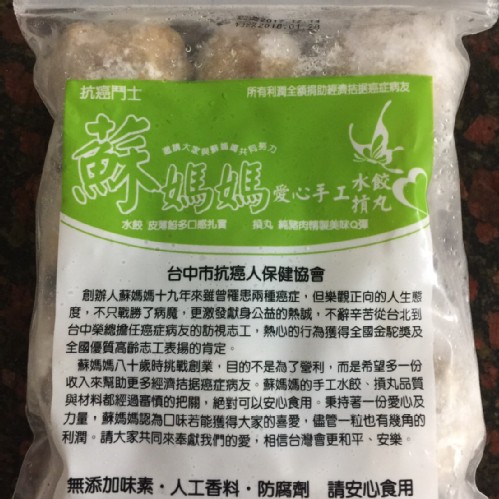 抗癌鬥士
所有利潤全額捐助經濟拮据癌症病友
蘇媽媽
愛心手工
水餃
摃丸
水餃 皮薄餡多口感扎實 摃丸 純豬肉精製美味Q彈
台中市抗癌人保健協會
創辦人蘇媽媽十九年來雖曾罹患兩種癌症，但樂觀正向的人生態
度，不只戰勝了病魔，更激發獻身公益的熱誠，不辭辛苦從台北到
台中榮總擔任癌症病友的訪視志工，熱心的行為獲得全國金駝獎及
全國優質高齡志工表揚的肯定。
蘇媽媽八十歲時挑戰創業，目的不是為了營利，而是希望多一份
收入來幫助更多經濟拮据癌症病友。蘇媽媽的手工水餃、摃丸品質
與材料都經過審慎的把關，絕對可以安心食用。秉持著一份愛心及
力量，蘇媽媽認為口味若能獲得大家的喜愛，儘管一粒也有幾角的
利潤。請大家共同來奉獻我們的愛，相信台灣會更和平、安樂。
無添加味素·人工香料·防腐劑 請安心食用